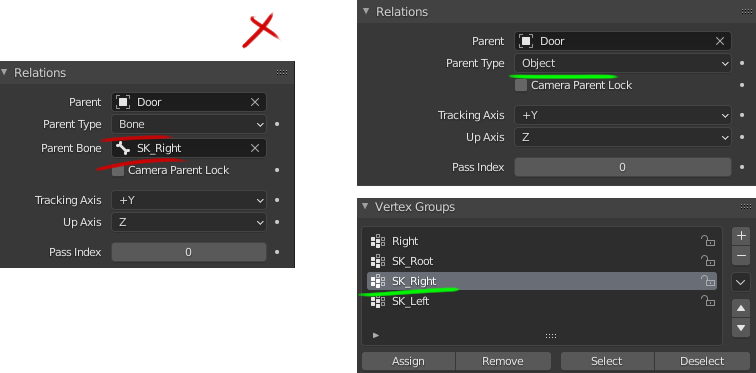 Relations
Parent Door
Parent Type Bone
Parent Bone SK_Right
Camera Parent Lock
Tracking Axis +Y
Up Axis Z
Pass Index 0
Relations
Parent Door
Parent Type Object
Camera Parent Lock
Tracking Axis +Y
Up Axis Z
Pass Index 0
Vertex Groups
Right
SK_Root
SK_Right
SK_Left
Assign Remove Select Deselect